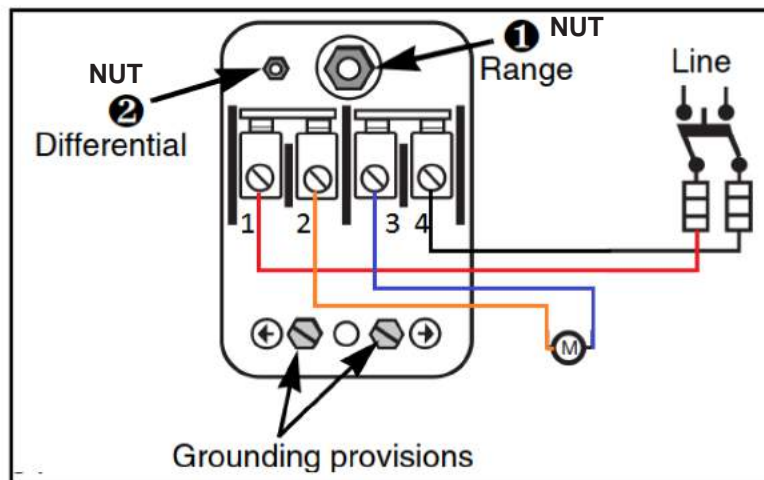 NUT
❷
Differential
❶ NUT
Range
Line
1 2 3 4
M
Grounding provisions